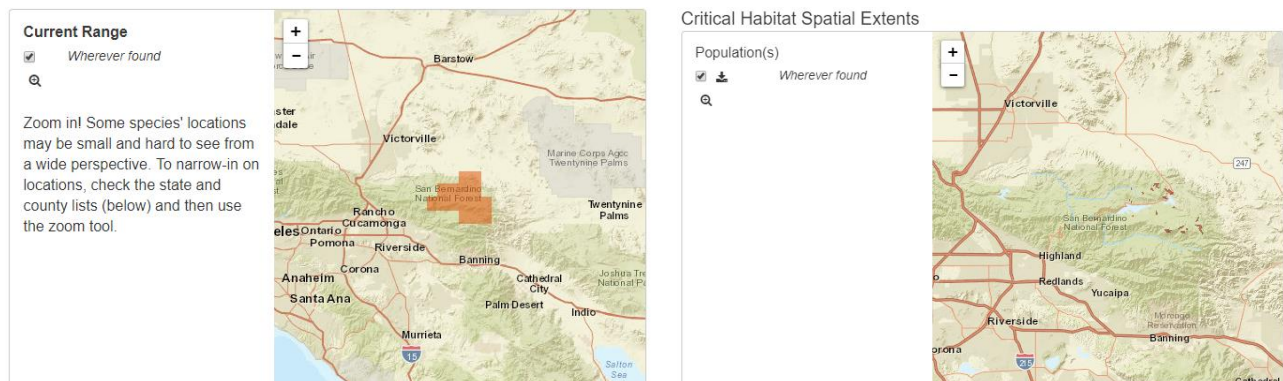 Current Range
Wherever found
Zoom in! Some species' locations
may be small and hard to see from
a wide perspective. To narrow-in on
locations, check the state and
county lists (below) and then use
the zoom tool.
+
−
Barstow
Victorville
Marine Corps Agcc
Twentynine Palms
San Bernardino
National Forest
Twentynine
Palms
Rancho
Cucamonga
Ontario
Pomona
Riverside
Banning
Corona
Anaheim
Cathedral
City
Santa Ana
Palm Desert
Indio
Murrieta
15
Salton
Sea
Critical Habitat Spatial Extents
Population(s)
Wherever found
+
−
Victorville
247
San Bernardino
National Forest
Highland
Redlands
Yucaipa
Riverside
Morongo
Reservation
Banning
215